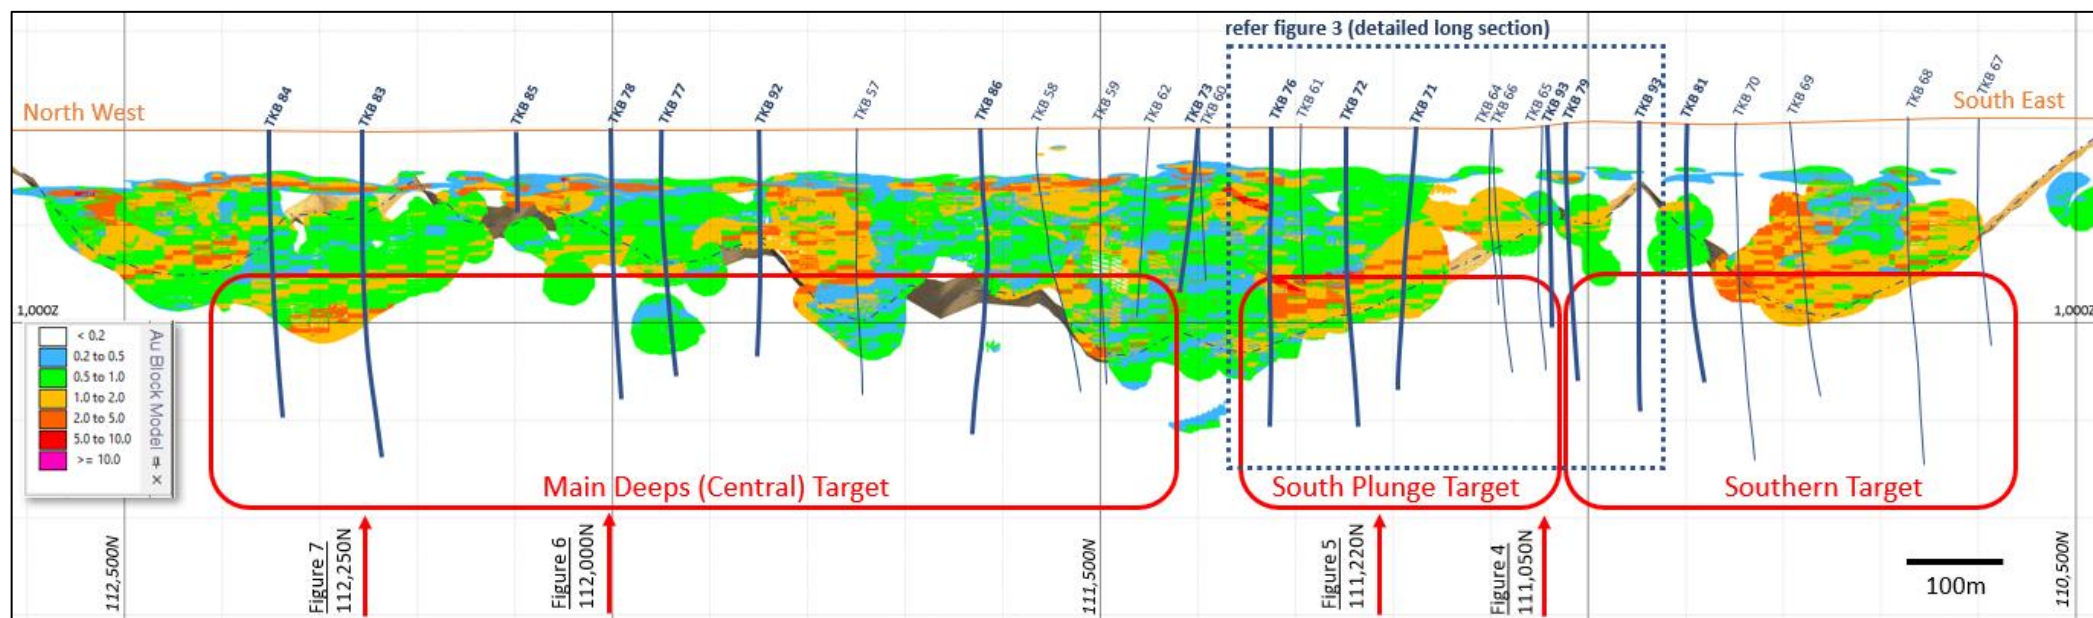 refer figure 3 (detailed long section)
North West
TKB 84
TKB 83
TKB 85
TKB 78
TKB 77
TKB 92
TKB 57
TKB 86
TKB 58
TKB 59
TKB 62
TKB 73
TKB 60
TKB 76
TKB 61
TKB 72
TKB 71
TKB 64
TKB 66
TKB 65
TKB 93
TKB 79
TKB 93
TKB 81
TKB 70
TKB 69
TKB 68
TKB 67
South East
1,000Z
1,000Z
Au Block Model
< 0.2
0.2 to 0.5
0.5 to 1.0
1.0 to 2.0
2.0 to 5.0
5.0 to 10.0
>= 10.0
Main Deeps (Central) Target
South Plunge Target
Southern Target
112,500N
Figure 7
112,250N
Figure 6
112,000N
111,500N
Figure 5
111,220N
Figure 4
111,050N
100m
110,500N